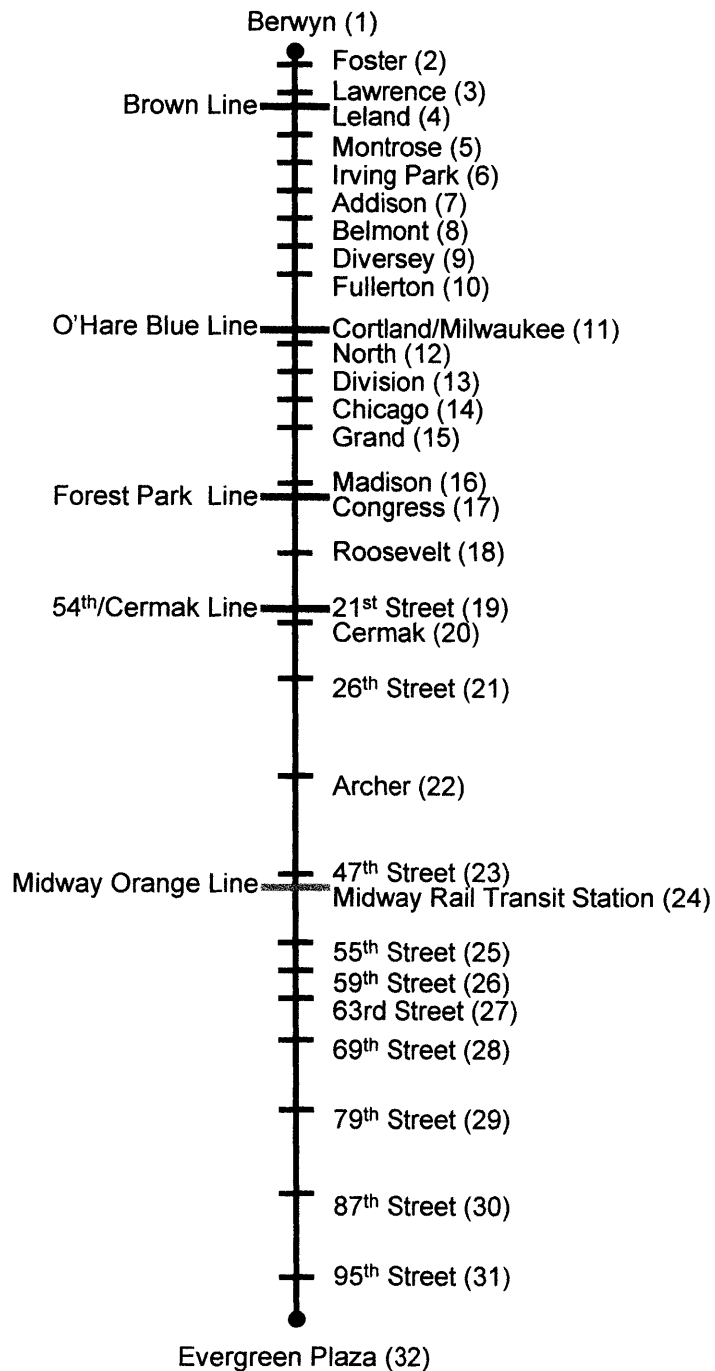 Berwyn (1)
Foster (2)
Lawrence (3)
Brown Line
Leland (4)
Montrose (5)
Irving Park (6)
Addison (7)
Belmont (8)
Diversey (9)
Fullerton (10)
O'Hare Blue Line
Cortland/Milwaukee (11)
North (12)
Division (13)
Chicago (14)
Grand (15)
Madison (16)
Forest Park Line
Congress (17)
Roosevelt (18)
54th/Cermak Line
21st Street (19)
Cermak (20)
26th Street (21)
Archer (22)
47th Street (23)
Midway Orange Line
Midway Rail Transit Station (24)
55th Street (25)
59th Street (26)
63rd Street (27)
69th Street (28)
79th Street (29)
87th Street (30)
95th Street (31)
Evergreen Plaza (32)